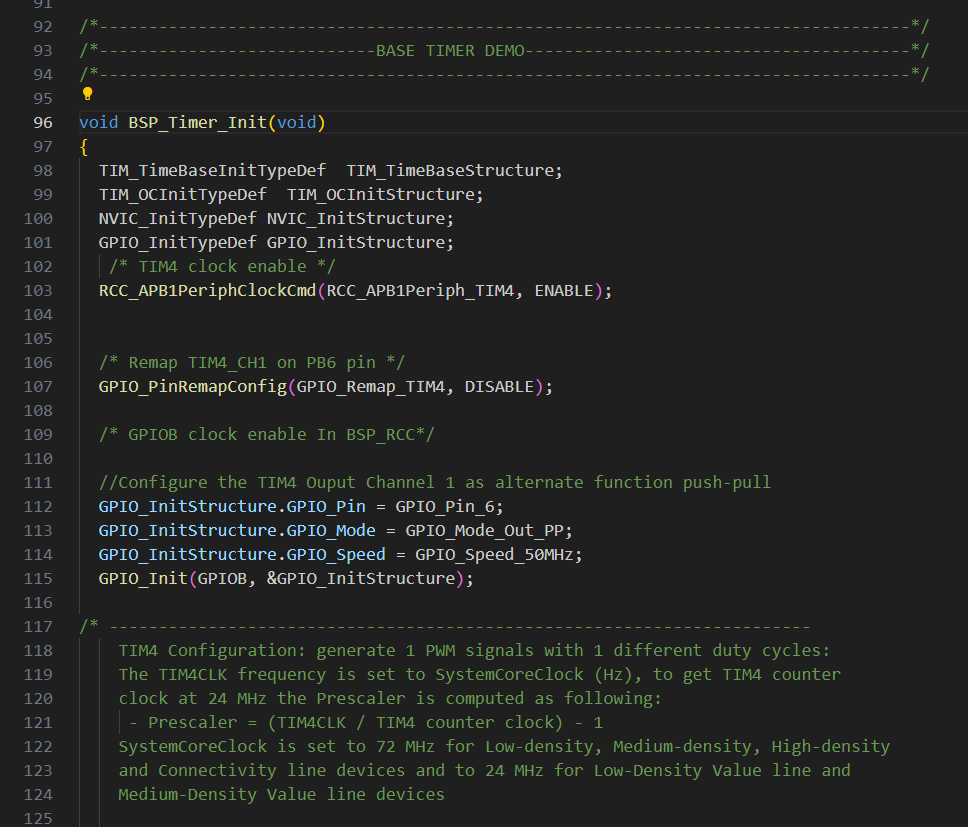 91
92 /*----------------------------------------------------------------------------------*/
93 /*----------------------------BASE TIMER DEMO---------------------------------------*/
94 /*----------------------------------------------------------------------------------*/
95
96 void BSP_Timer_Init(void)
97 {
98 TIM_TimeBaseInitTypeDef  TIM_TimeBaseStructure;
99 TIM_OCInitTypeDef  TIM_OCInitStructure;
100 NVIC_InitTypeDef NVIC_InitStructure;
101 GPIO_InitTypeDef GPIO_InitStructure;
102 /* TIM4 clock enable */
103 RCC_APB1PeriphClockCmd(RCC_APB1Periph_TIM4, ENABLE);
104
105
106 /* Remap TIM4_CH1 on PB6 pin */
107 GPIO_PinRemapConfig(GPIO_Remap_TIM4, DISABLE);
108
109 /* GPIOB clock enable In BSP_RCC*/
110
111 //Configure the TIM4 Ouput Channel 1 as alternate function push-pull
112 GPIO_InitStructure.GPIO_Pin = GPIO_Pin_6;
113 GPIO_InitStructure.GPIO_Mode = GPIO_Mode_Out_PP;
114 GPIO_InitStructure.GPIO_Speed = GPIO_Speed_50MHz;
115 GPIO_Init(GPIOB, &GPIO_InitStructure);
116
117 /* -----------------------------------------------------------------------
118 TIM4 Configuration: generate 1 PWM signals with 1 different duty cycles:
119 The TIM4CLK frequency is set to SystemCoreClock (Hz), to get TIM4 counter
120 clock at 24 MHz the Prescaler is computed as following:
121 - Prescaler = (TIM4CLK / TIM4 counter clock) - 1
122 SystemCoreClock is set to 72 MHz for Low-density, Medium-density, High-density
123 and Connectivity line devices and to 24 MHz for Low-Density Value line and
124 Medium-Density Value line devices
125